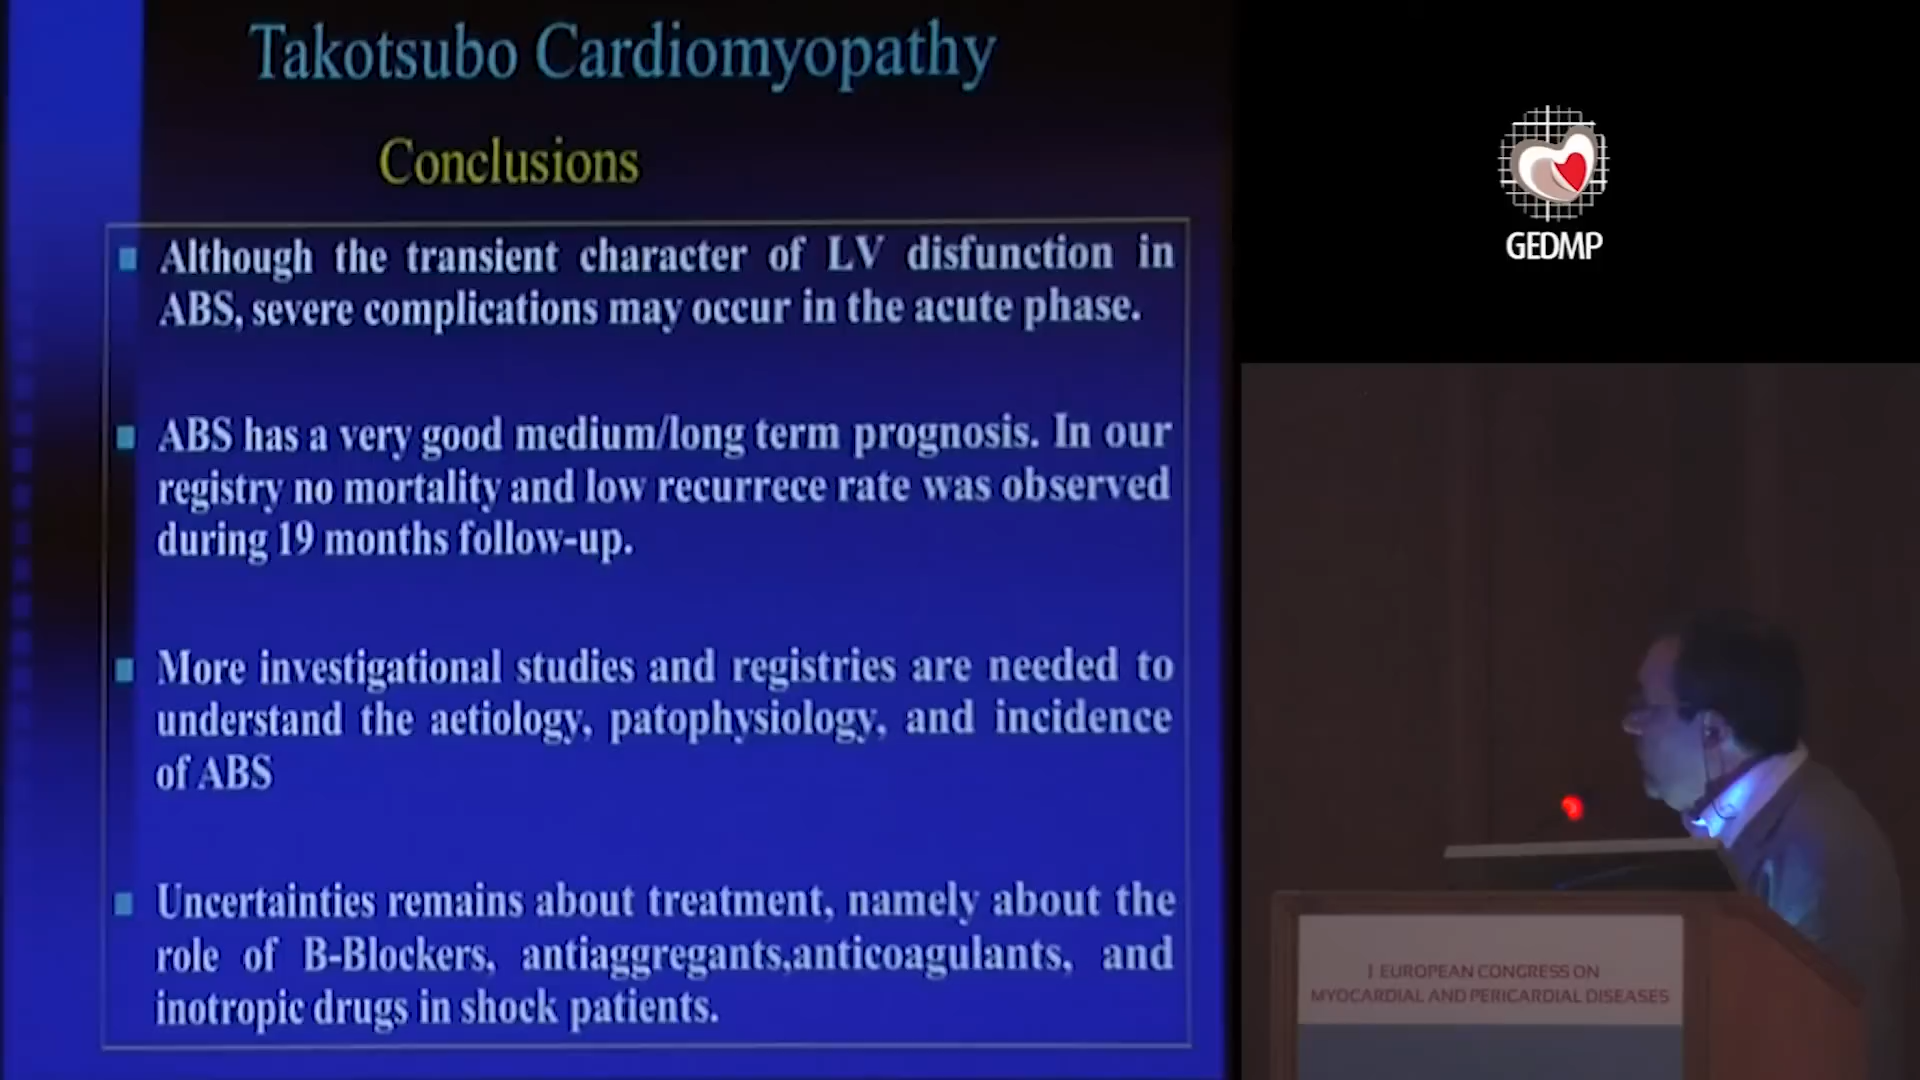 Takotsubo Cardiomyopathy
Conclusions
Although the transient character of LV disfunction in
ABS, severe complications may occur in the acute phase.
ABS has a very good medium/long term prognosis. In our
registry no mortality and low recurrece rate was observed
during 19 months follow-up.
More investigational studies and registries are needed to
understand the aetiology, patophysiology, and incidence
of ABS
Uncertainties remains about treatment, namely about the
role of B-Blockers, antiaggregants,anticoagulants, and
inotropic drugs in shock patients.
GEDMP
I EUROPEAN CONGRESS ON
MYOCARDIAL AND PERICARDIAL DISEASES